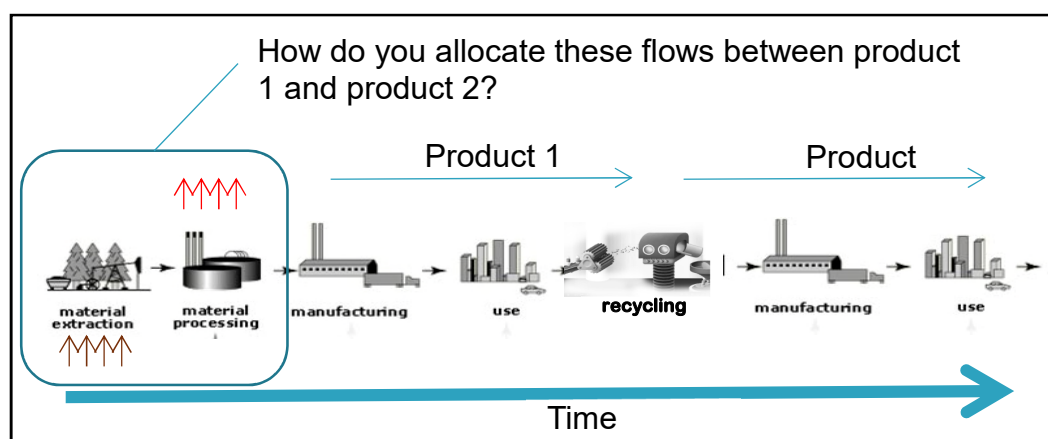 How do you allocate these flows between product
1 and product 2?
Product 1
Product
material
extraction
material
processing
manufacturing
use
recycling
manufacturing
use
Time